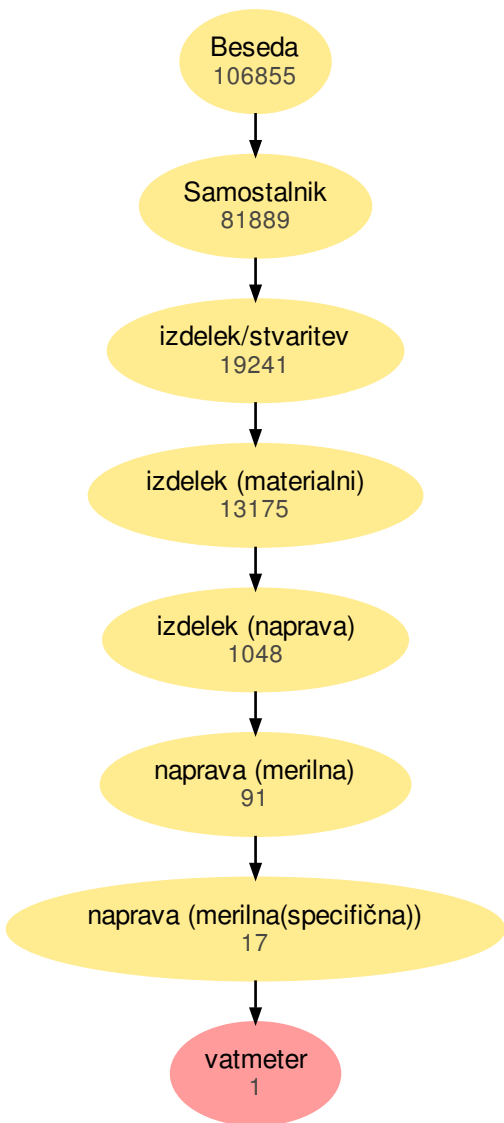 Beseda
106855
Samostalnik
81889
izdelek/stvaritev
19241
izdelek (materialni)
13175
izdelek (naprava)
1048
naprava (merilna)
91
naprava (merilna(specifična))
17
vatmeter
1